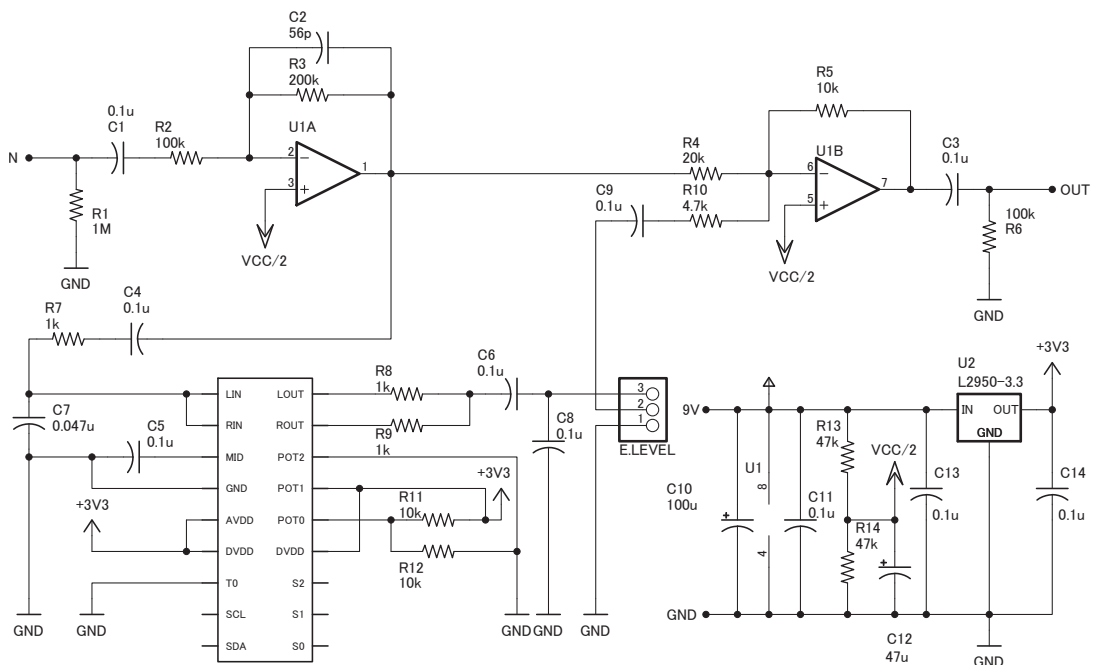 C2
56p
R3
200k
0.1u
C1
R2
100k
U1A
2
3
1
N
R1
1M
GND
VCC/2
R5
10k
U1B
6
5
7
R4
20k
C9
0.1u
R10
4.7k
VCC/2
C3
0.1u
OUT
100k
R6
GND
R7
1k
C4
0.1u
C7
0.047u
C5
0.1u
+3V3
GND
GND
LIN
RIN
MID
GND
AVDD
DVDD
T0
SCL
SDA
LOUT
ROUT
POT2
POT1
POT0
DVDD
S2
S1
S0
R8
1k
R9
1k
C6
0.1u
C8
0.1u
+3V3
R11
10k
R12
10k
GND
GND
GND
3
2
1
E.LEVEL
9V
GND
C10
100u
U1
8
4
C11
0.1u
R13
47k
R14
47k
VCC/2
C12
47u
C13
0.1u
U2
L2950-3.3
IN
OUT
GND
+3V3
C14
0.1u
GND